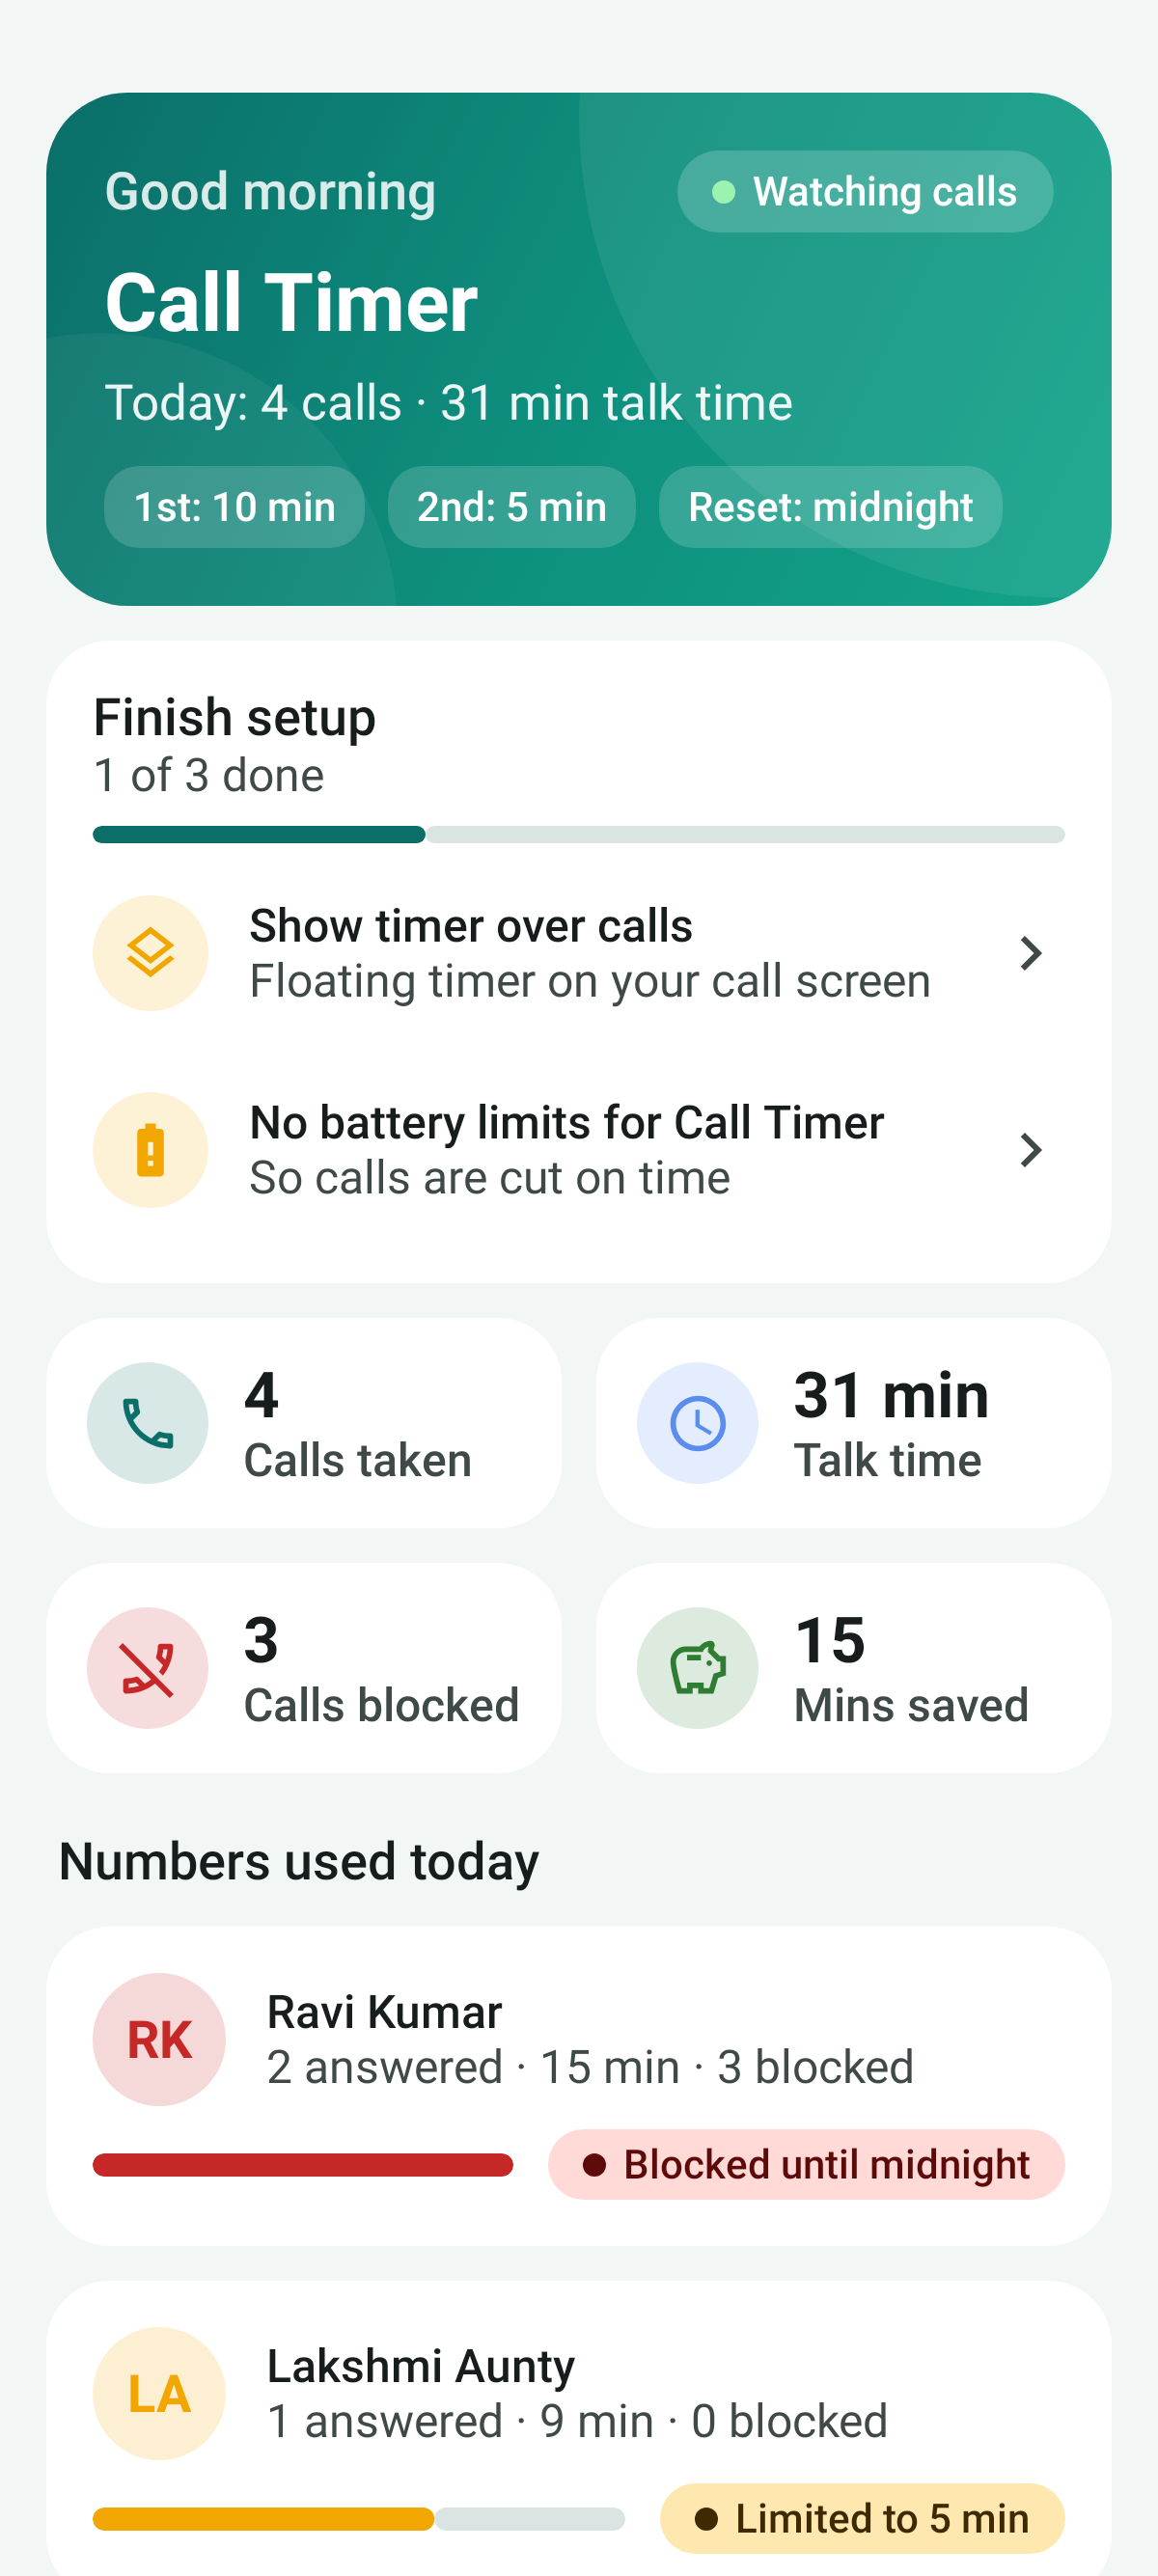 Good morning
Watching calls
Call Timer
Today: 4 calls · 31 min talk time
1st: 10 min
2nd: 5 min
Reset: midnight
Finish setup
1 of 3 done
Show timer over calls
Floating timer on your call screen
No battery limits for Call Timer
So calls are cut on time
4
Calls taken
31 min
Talk time
3
Calls blocked
15
Mins saved
Numbers used today
RK
Ravi Kumar
2 answered · 15 min · 3 blocked
Blocked until midnight
LA
Lakshmi Aunty
1 answered · 9 min · 0 blocked
Limited to 5 min